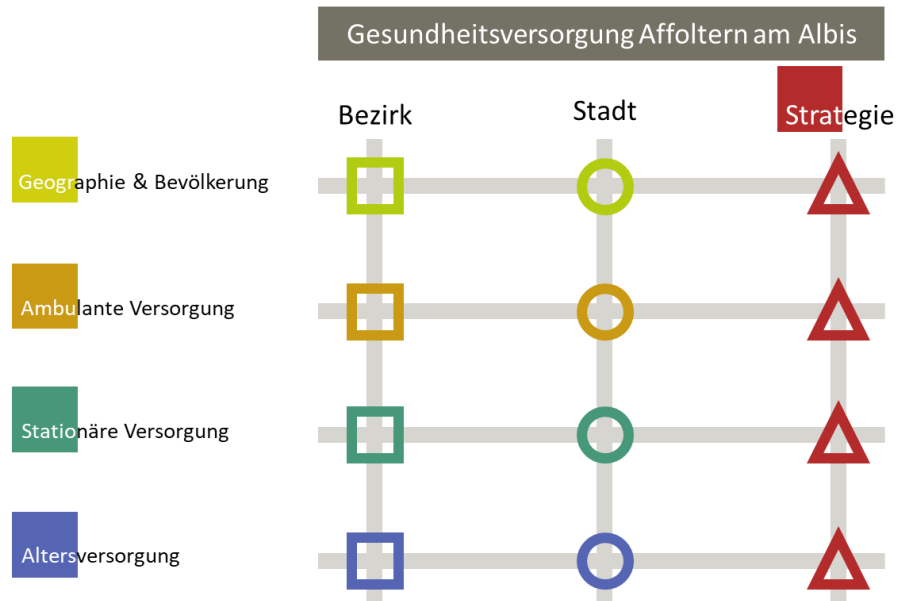 Gesundheitsversorgung Affoltern am Albis
Bezirk
Stadt
Strategie
Geographie & Bevölkerung
Ambulante Versorgung
Stationäre Versorgung
Altersversorgung